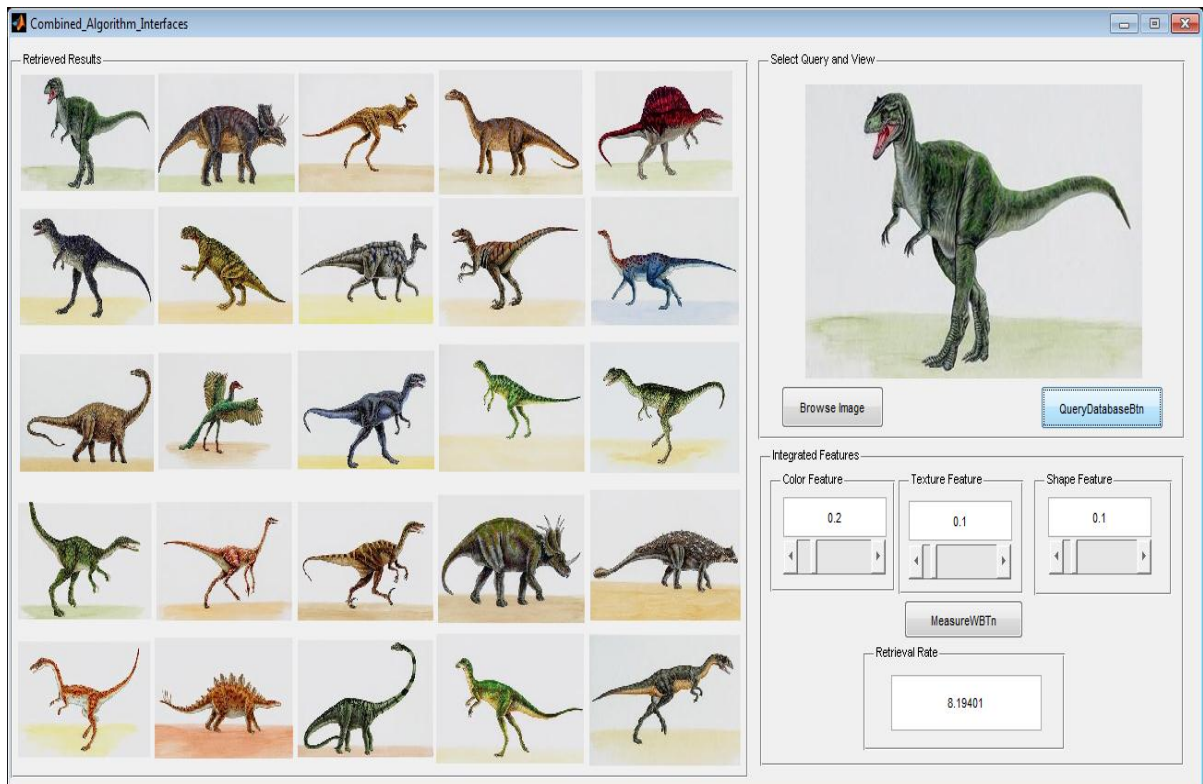 Combined_Algorithm_Interfaces
Retrieved Results
Select Query and View
Browse Image
QueryDatabaseBtn
Integrated Features
Color Feature
Texture Feature
Shape Feature
0.2
0.1
0.1
MeasureWBTn
Retrieval Rate
8.19401